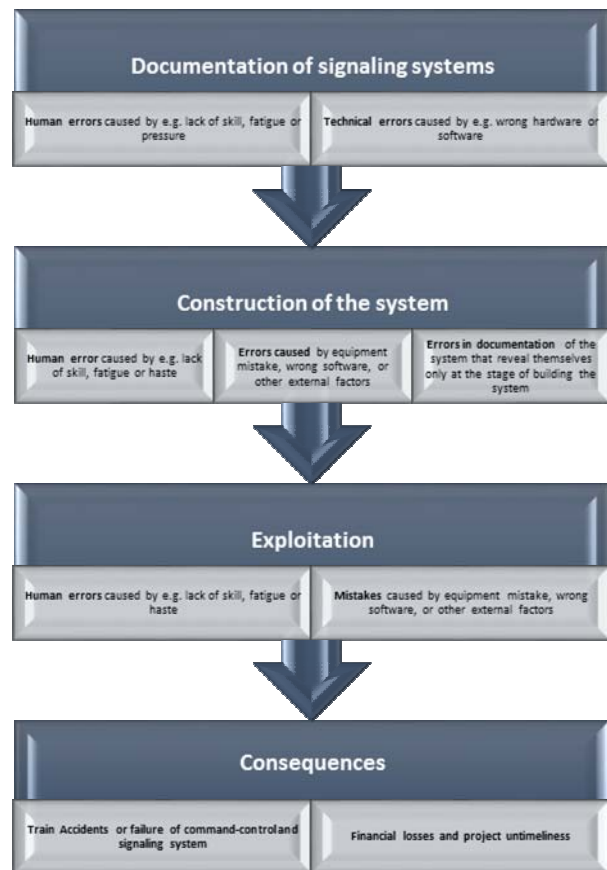 Documentation of signaling systems
Human errors caused by e.g. lack of skill, fatigue or
pressure
Technical errors caused by e.g. wrong hardware or
software
Construction of the system
Human error caused by e.g. lack
of skill, fatigue or haste
Errors caused by equipment
mistake, wrong software, or
other external factors
Errors in documentation of the
system that reveal themselves
only at the stage of building the
system
Exploitation
Human errors caused by e.g. lack of skill, fatigue or
haste
Mistakes caused by equipment mistake, wrong
software, or other external factors
Consequences
Train Accidents or failure of command-control and
signaling system
Financial losses and project untimeliness